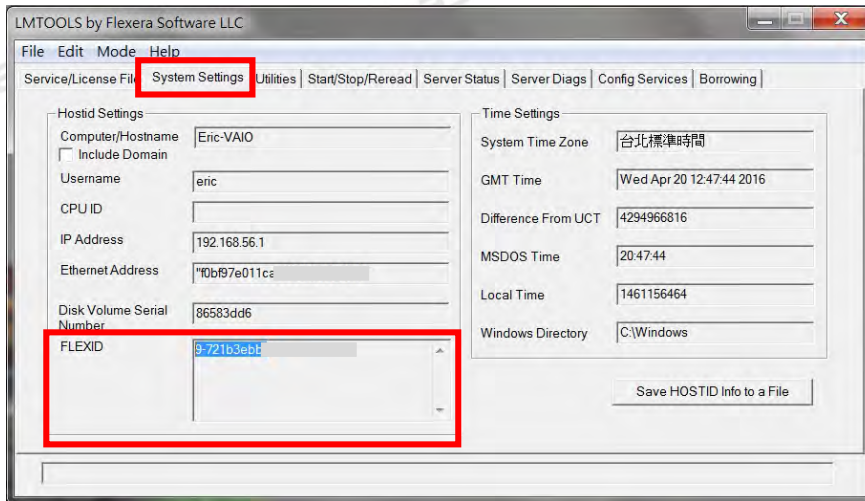 LMTOOLS by Flexera Software LLC
File Edit Mode Help
Service/License File System Settings Utilities Start/Stop/Reread Server Status Server Diags Config Services Borrowing
Hostid Settings
Computer/Hostname Eric-VAIO
Include Domain
Username eric
CPU ID
IP Address 192.168.56.1
Ethernet Address "f0bf97e011ca
Disk Volume Serial Number 86583dd6
FLEXID 9-721b3ebb
Time Settings
System Time Zone 台北標準時間
GMT Time Wed Apr 20 12:47:44 2016
Difference From UCT 4294966816
MSDOS Time 20:47:44
Local Time 1461156464
Windows Directory C:\Windows
Save HOSTID Info to a File